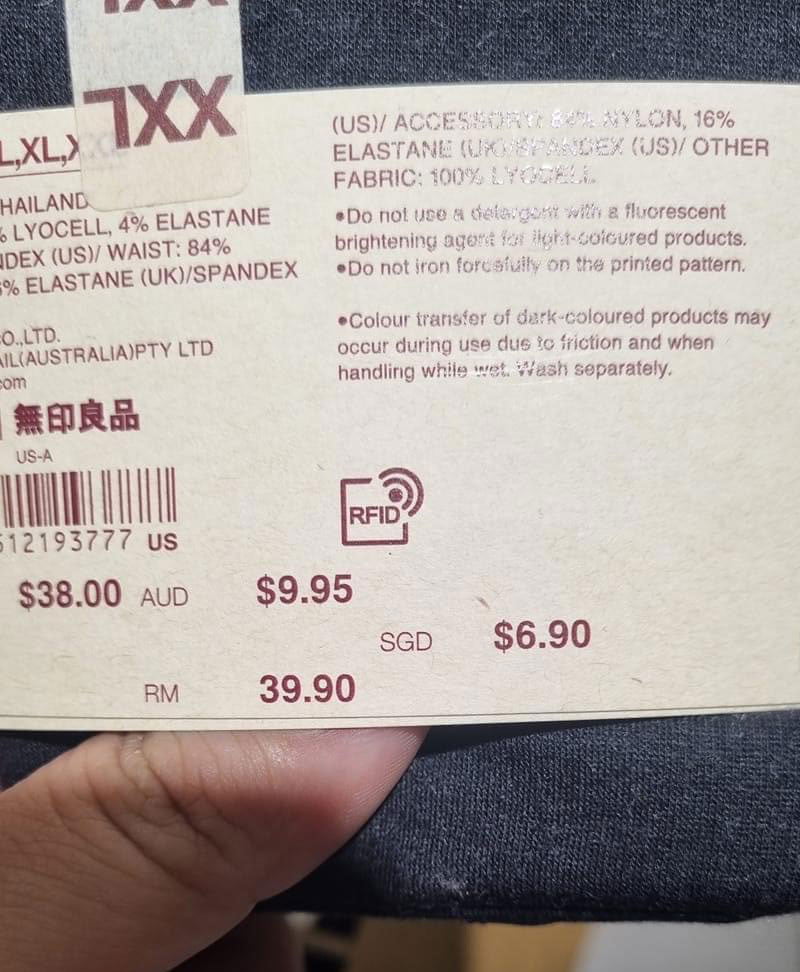 XXL
L,XL,X
HAILAND
% LYOCELL, 4% ELASTANE
NDEX (US)/ WAIST: 84%
6% ELASTANE (UK)/SPANDEX
O.,LTD.
AIL(AUSTRALIA)PTY LTD
com
無印良品
US-A
512193777 US
$38.00 AUD $9.95
SGD $6.90
RM 39.90
(US)/ ACCESSORY: 84% NYLON, 16%
ELASTANE (UK)/SPANDEX (US)/ OTHER
FABRIC: 100% LYOCELL
•Do not use a detergent with a fluorescent
brightening agent for light-coloured products.
•Do not iron forcefully on the printed pattern.
•Colour transfer of dark-coloured products may
occur during use due to friction and when
handling while wet. Wash separately.
RFID